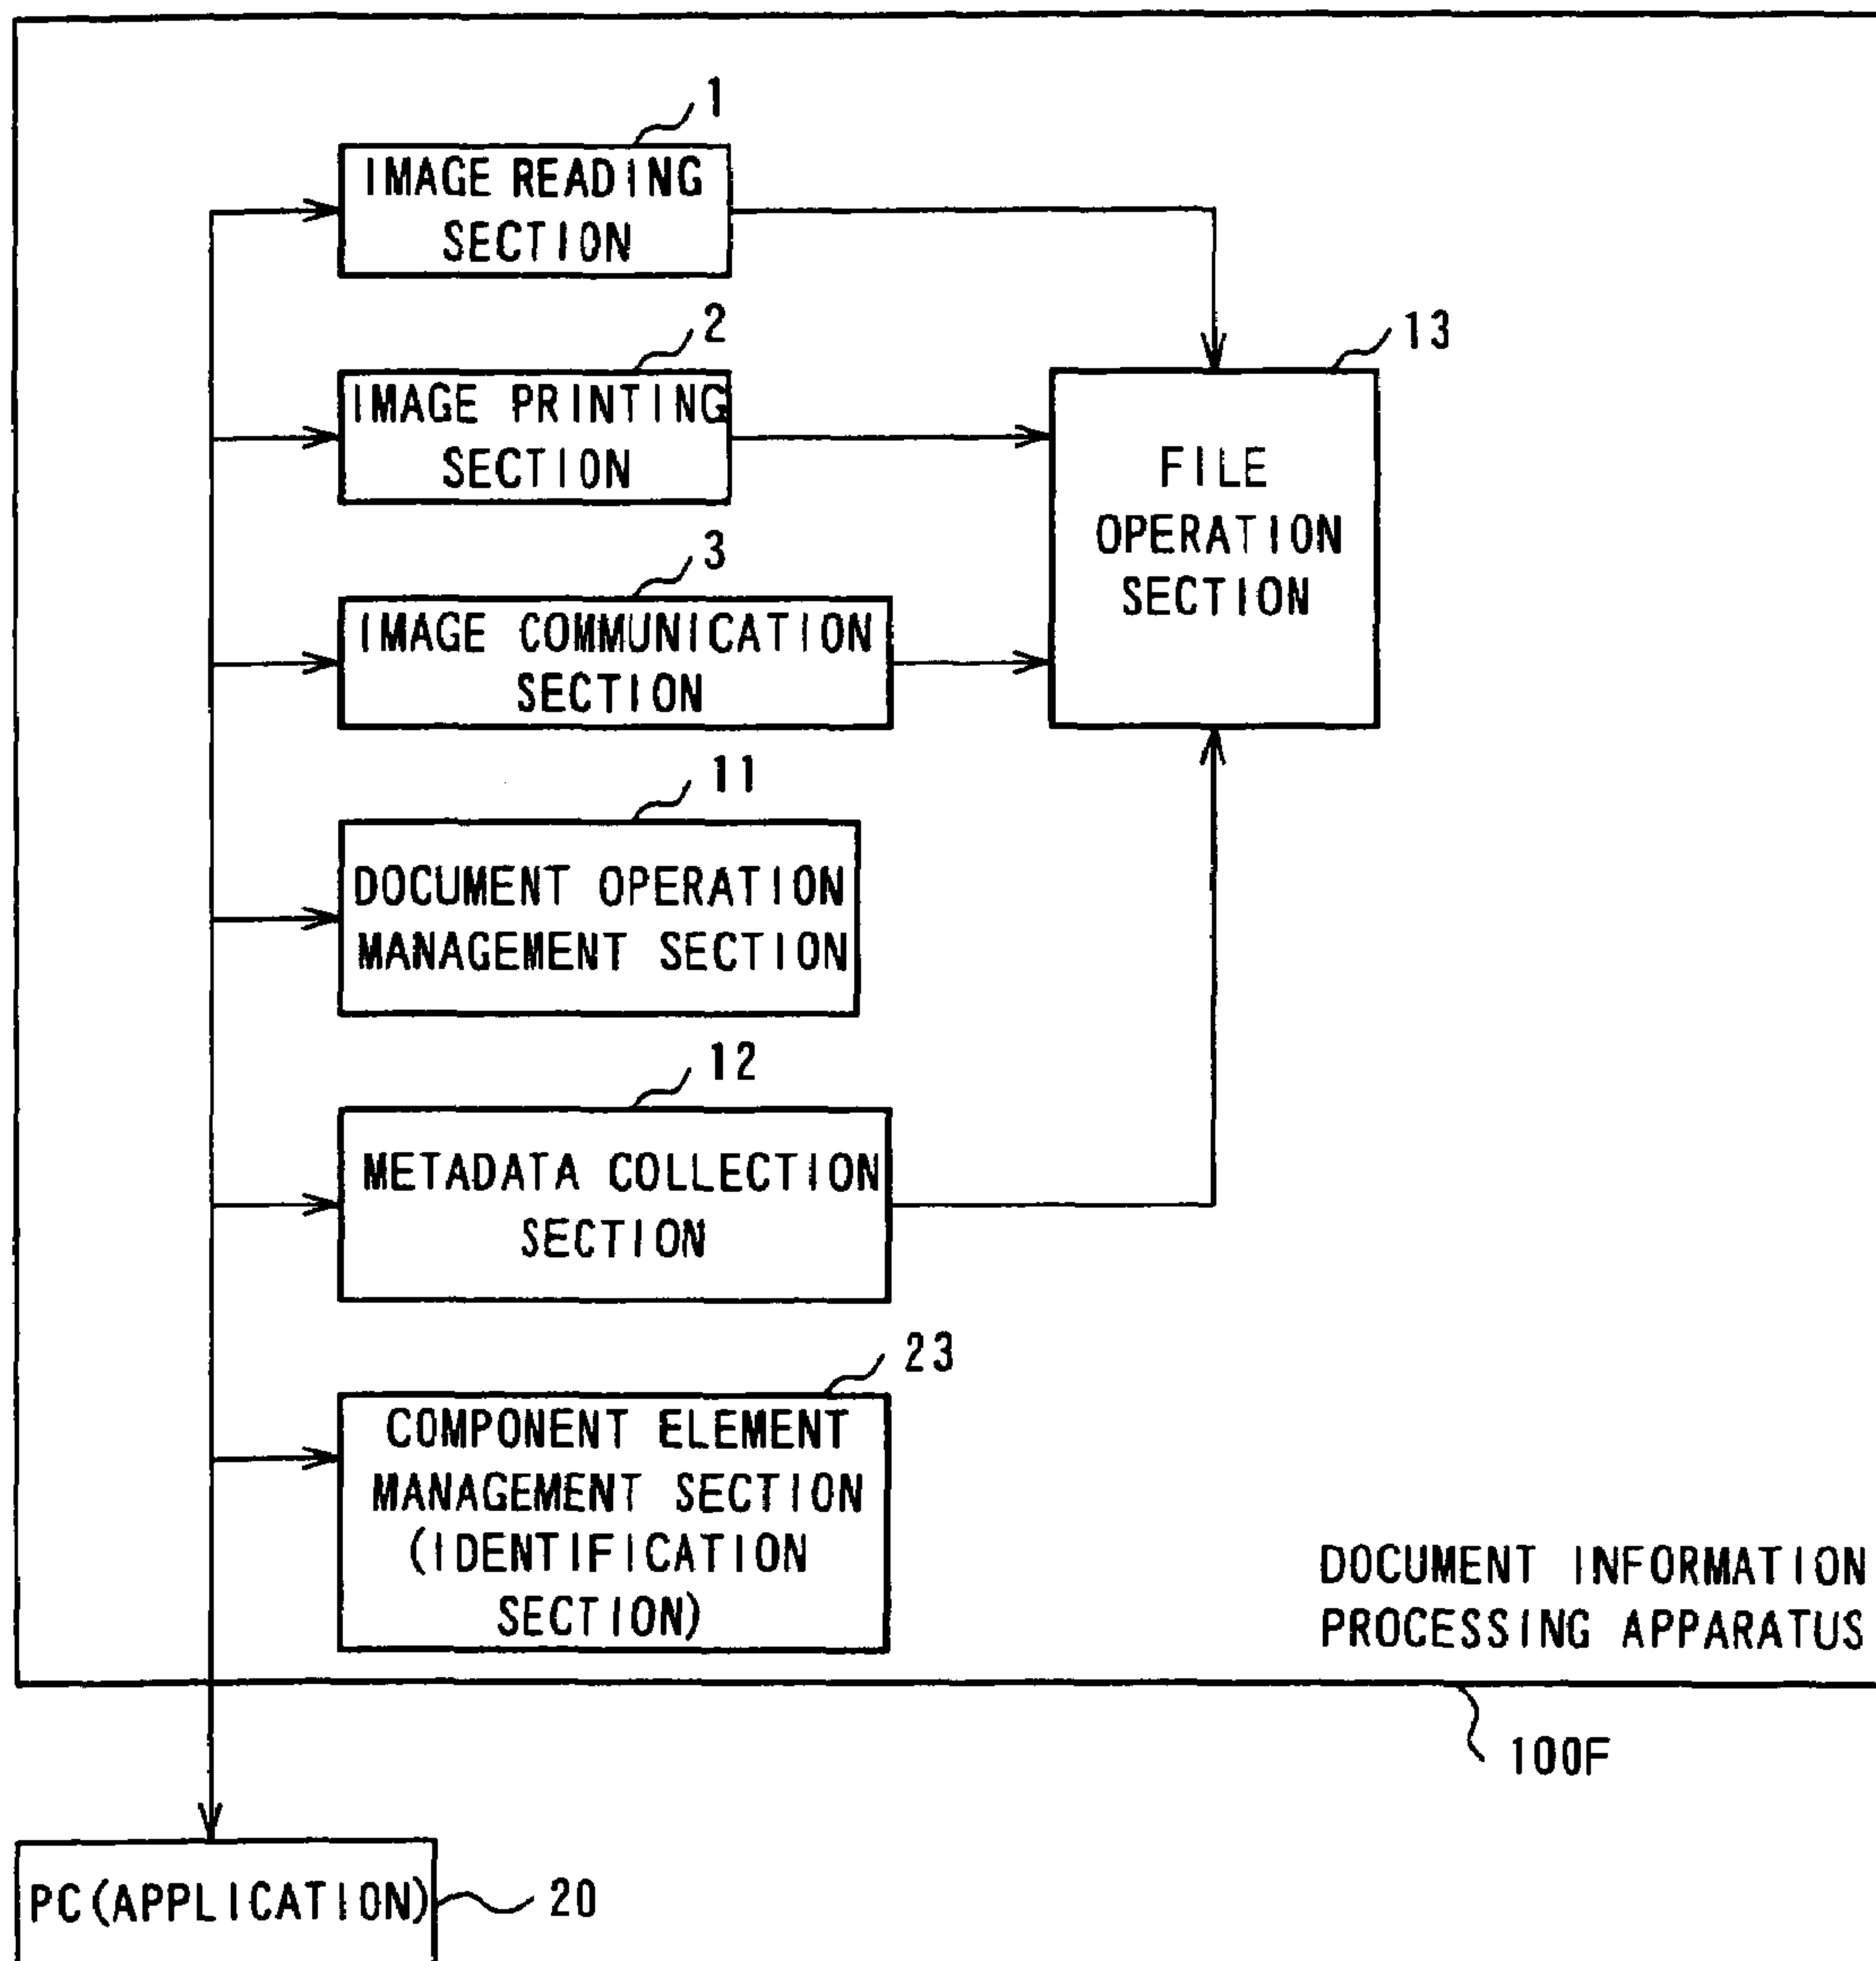 1
IMAGE READING
SECTION
2
IMAGE PRINTING
SECTION
13
FILE
OPERATION
SECTION
3
IMAGE COMMUNICATION
SECTION
11
DOCUMENT OPERATION
MANAGEMENT SECTION
12
METADATA COLLECTION
SECTION
23
COMPONENT ELEMENT
MANAGEMENT SECTION
(IDENTIFICATION
SECTION)
DOCUMENT INFORMATION
PROCESSING APPARATUS
100F
PC(APPLICATION)
20